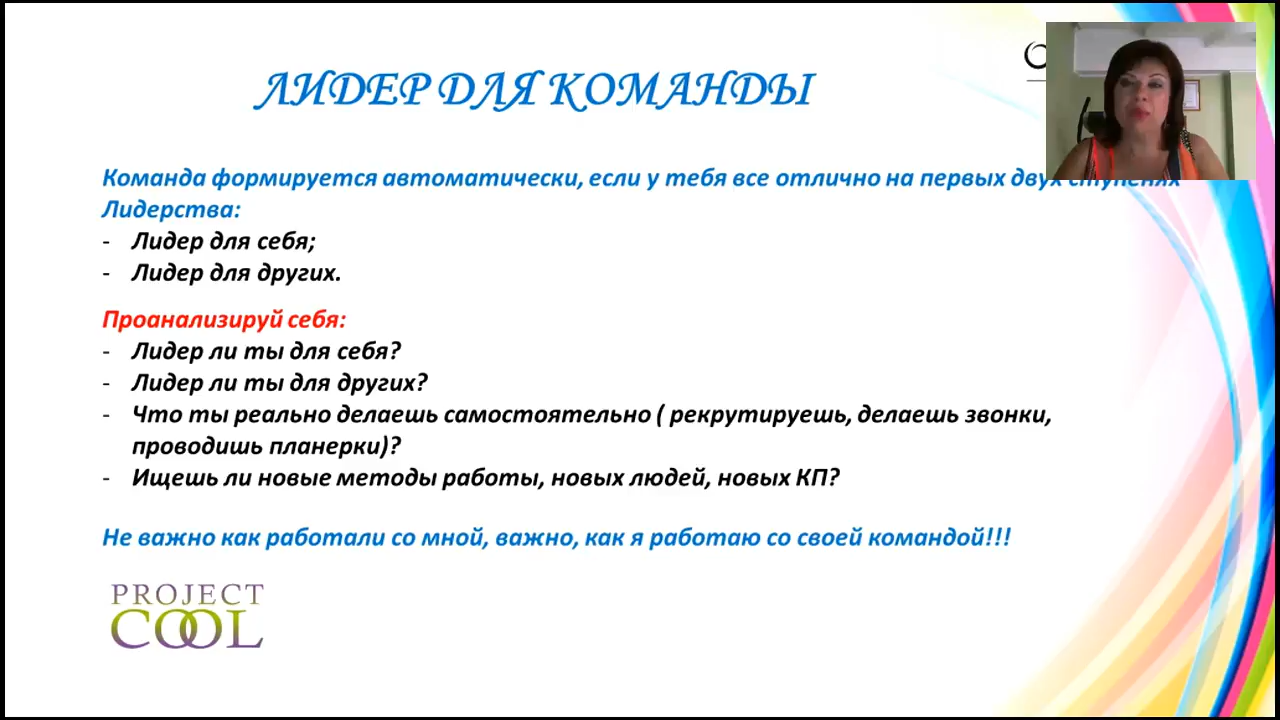 ЛИДЕР ДЛЯ КОМАНДЫ
Команда формируется автоматически, если у тебя все отлично на первых двух ступенях
Лидерства:
- Лидер для себя;
- Лидер для других.
Проанализируй себя:
- Лидер ли ты для себя?
- Лидер ли ты для других?
- Что ты реально делаешь самостоятельно ( рекрутируешь, делаешь звонки,
проводишь планерки)?
- Ищешь ли новые методы работы, новых людей, новых КП?
Не важно как работали со мной, важно, как я работаю со своей командой!!!
PROJECT
COOL